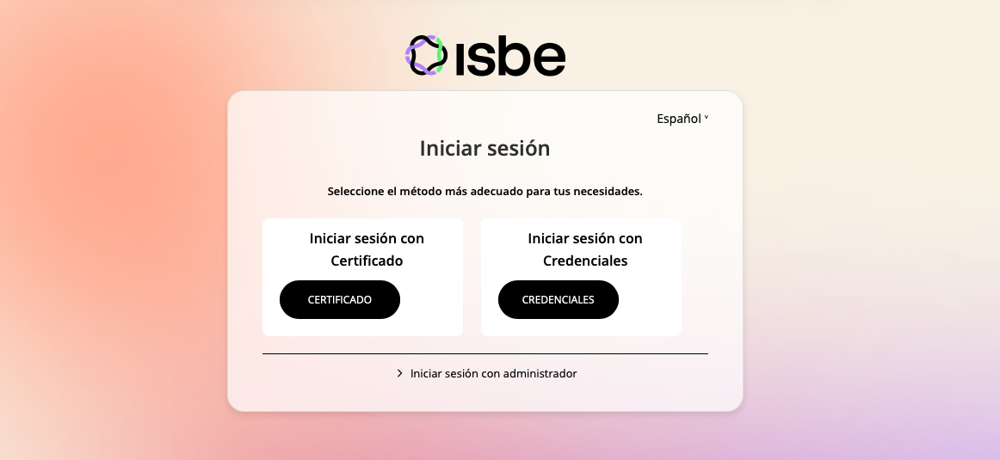 isbe
Español ˅
Iniciar sesión
Seleccione el método más adecuado para tus necesidades.
Iniciar sesión con
Certificado
CERTIFICADO
Iniciar sesión con
Credenciales
CREDENCIALES
Iniciar sesión con administrador